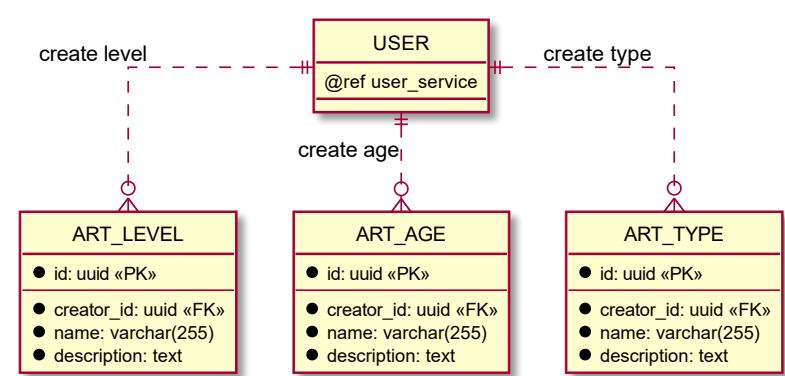 USER
@ref user_service
create level
create type
create age
ART_LEVEL
id: uuid «PK»
creator_id: uuid «FK»
name: varchar(255)
description: text
ART_AGE
id: uuid «PK»
creator_id: uuid «FK»
name: varchar(255)
description: text
ART_TYPE
id: uuid «PK»
creator_id: uuid «FK»
name: varchar(255)
description: text